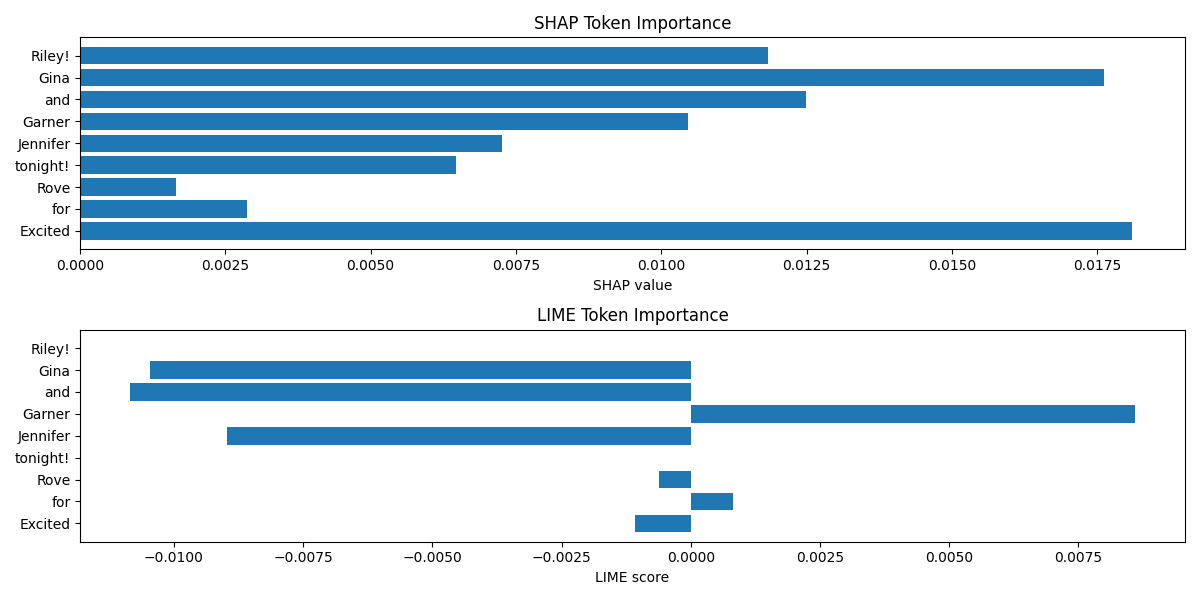 SHAP Token Importance
Riley!
Gina
and
Garner
Jennifer
tonight!
Rove
for
Excited
0.0000 0.0025 0.0050 0.0075 0.0100 0.0125 0.0150 0.0175
SHAP value
LIME Token Importance
Riley!
Gina
and
Garner
Jennifer
tonight!
Rove
for
Excited
−0.0100 −0.0075 −0.0050 −0.0025 0.0000 0.0025 0.0050 0.0075
LIME score